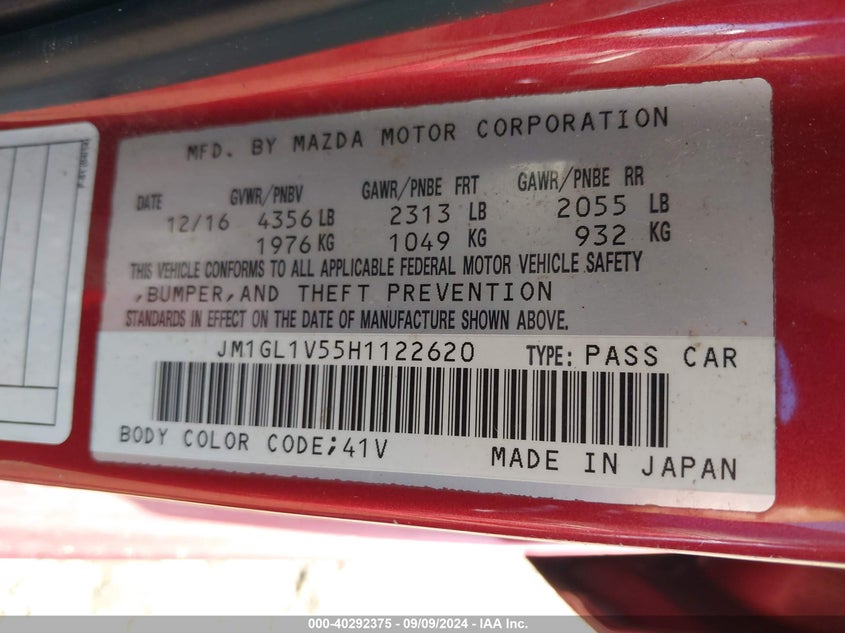 MFD. BY MAZDA MOTOR CORPORATION
DATE GVWR/PNBV GAWR/PNBE FRT GAWR/PNBE RR
12/16 4356 LB 2313 LB 2055 LB
1976 KG 1049 KG 932 KG
THIS VEHICLE CONFORMS TO ALL APPLICABLE FEDERAL MOTOR VEHICLE SAFETY
,BUMPER,AND THEFT PREVENTION
STANDARDS IN EFFECT ON THE DATE OF MANUFACTURE SHOWN ABOVE.
JM1GL1V55H1122620 TYPE: PASS CAR
BODY COLOR CODE;41V
MADE IN JAPAN
000-40292375 - 09/09/2024 - IAA Inc.